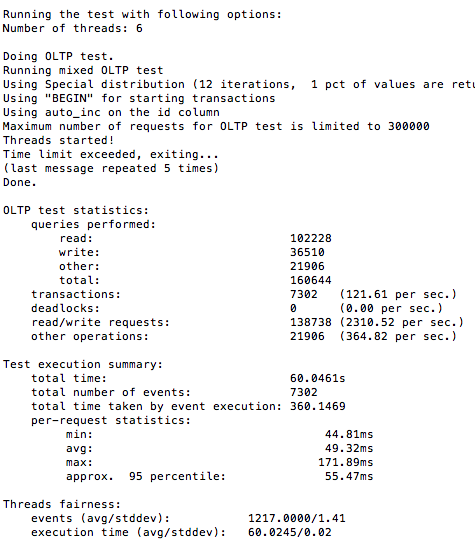 Running the test with following options:
Number of threads: 6

Doing OLTP test.
Running mixed OLTP test
Using Special distribution (12 iterations,  1 pct of values are retu
Using "BEGIN" for starting transactions
Using auto_inc on the id column
Maximum number of requests for OLTP test is limited to 300000
Threads started!
Time limit exceeded, exiting...
(last message repeated 5 times)
Done.

OLTP test statistics:
    queries performed:
        read:                            102228
        write:                           36510
        other:                           21906
        total:                           160644
    transactions:                        7302   (121.61 per sec.)
    deadlocks:                           0      (0.00 per sec.)
    read/write requests:                 138738 (2310.52 per sec.)
    other operations:                    21906  (364.82 per sec.)

Test execution summary:
    total time:                          60.0461s
    total number of events:              7302
    total time taken by event execution: 360.1469
    per-request statistics:
         min:                                 44.81ms
         avg:                                 49.32ms
         max:                                171.89ms
         approx.  95 percentile:              55.47ms

Threads fairness:
    events (avg/stddev):           1217.0000/1.41
    execution time (avg/stddev):   60.0245/0.02